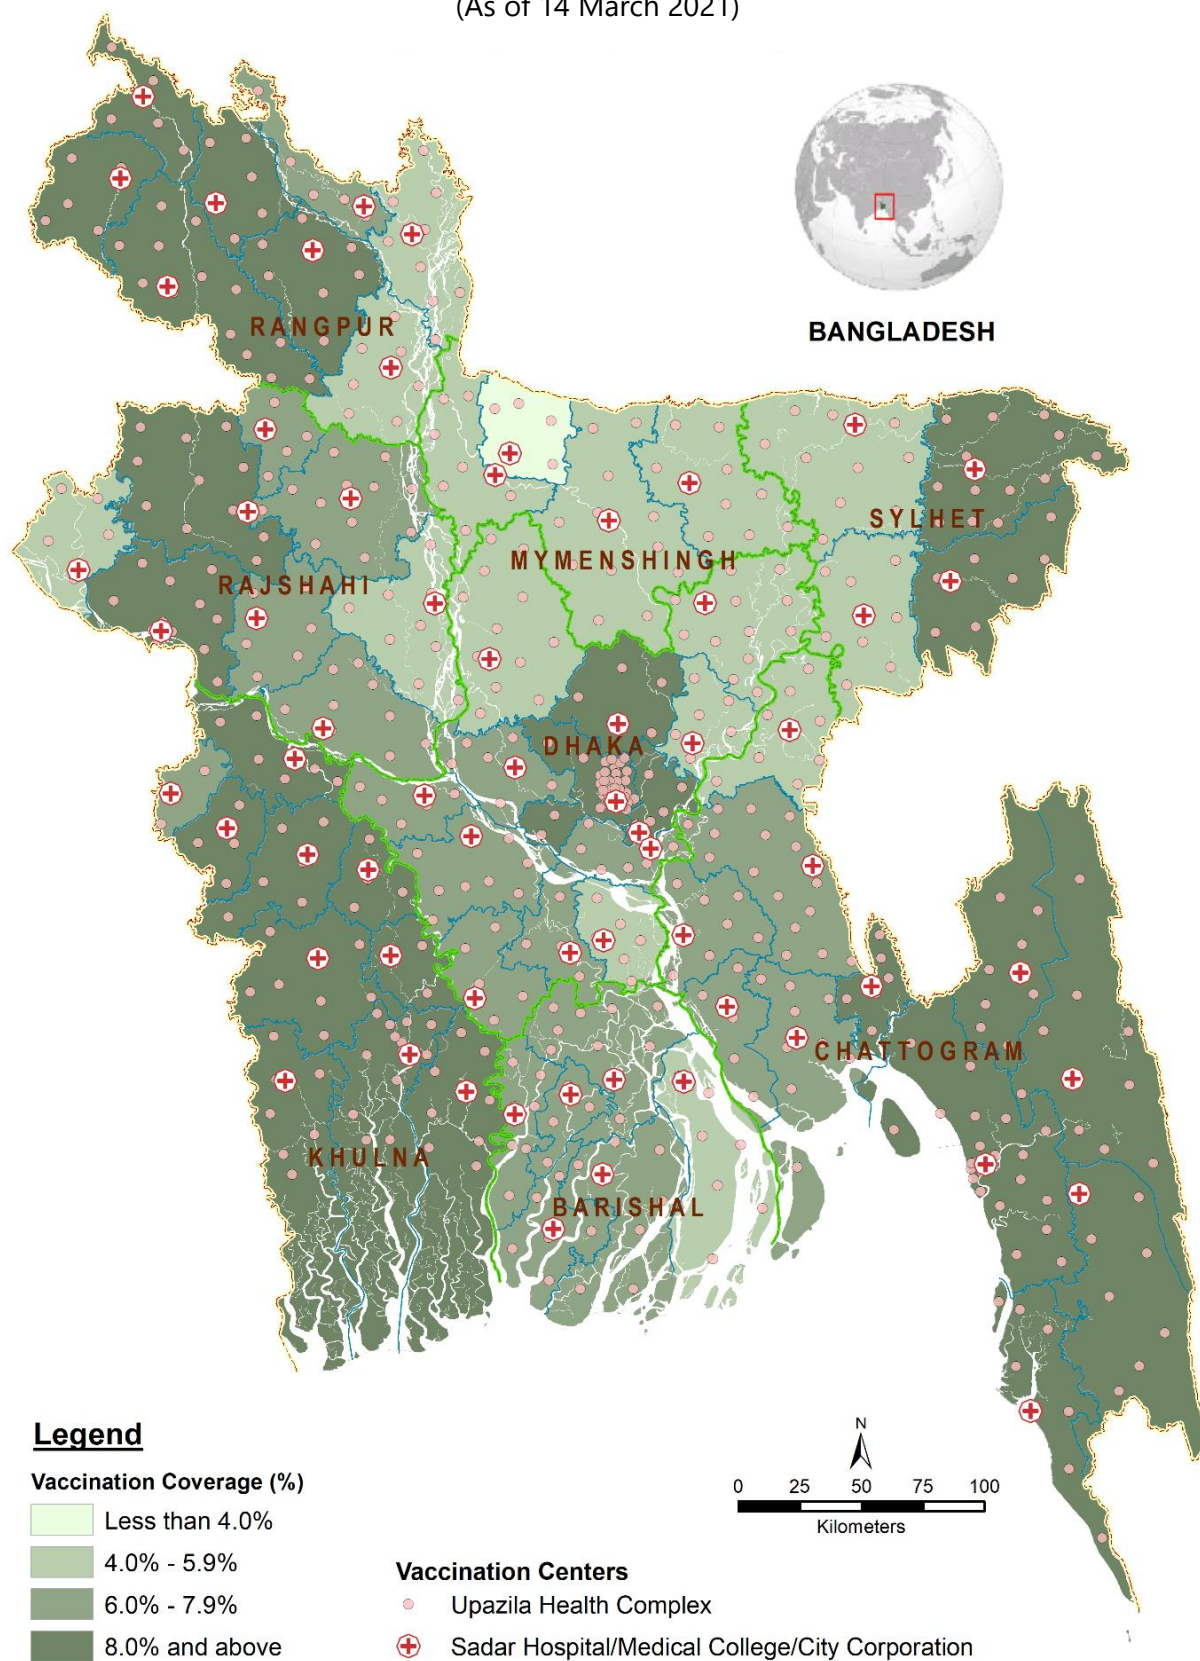 (As of 14 March 2021)
BANGLADESH
RANGPUR
SYLHET
MYMENSHINGH
RAJSHAHI
DHAKA
CHATTOGRAM
KHULNA
BARISHAL
Legend
Vaccination Coverage (%)
Less than 4.0%
4.0% - 5.9%
6.0% - 7.9%
8.0% and above
Vaccination Centers
Upazila Health Complex
Sadar Hospital/Medical College/City Corporation
N
0 25 50 75 100
Kilometers